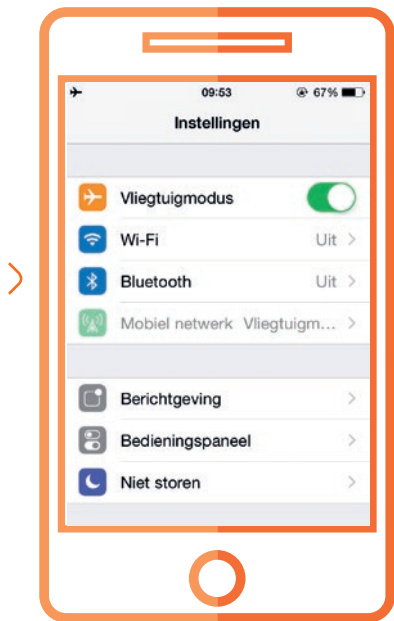 09:53 67%
Instellingen
Vliegtuigmodus
Wi-Fi Uit
Bluetooth Uit
Mobiel netwerk Vliegtuigm...
Berichtgeving
Bedieningspaneel
Niet storen